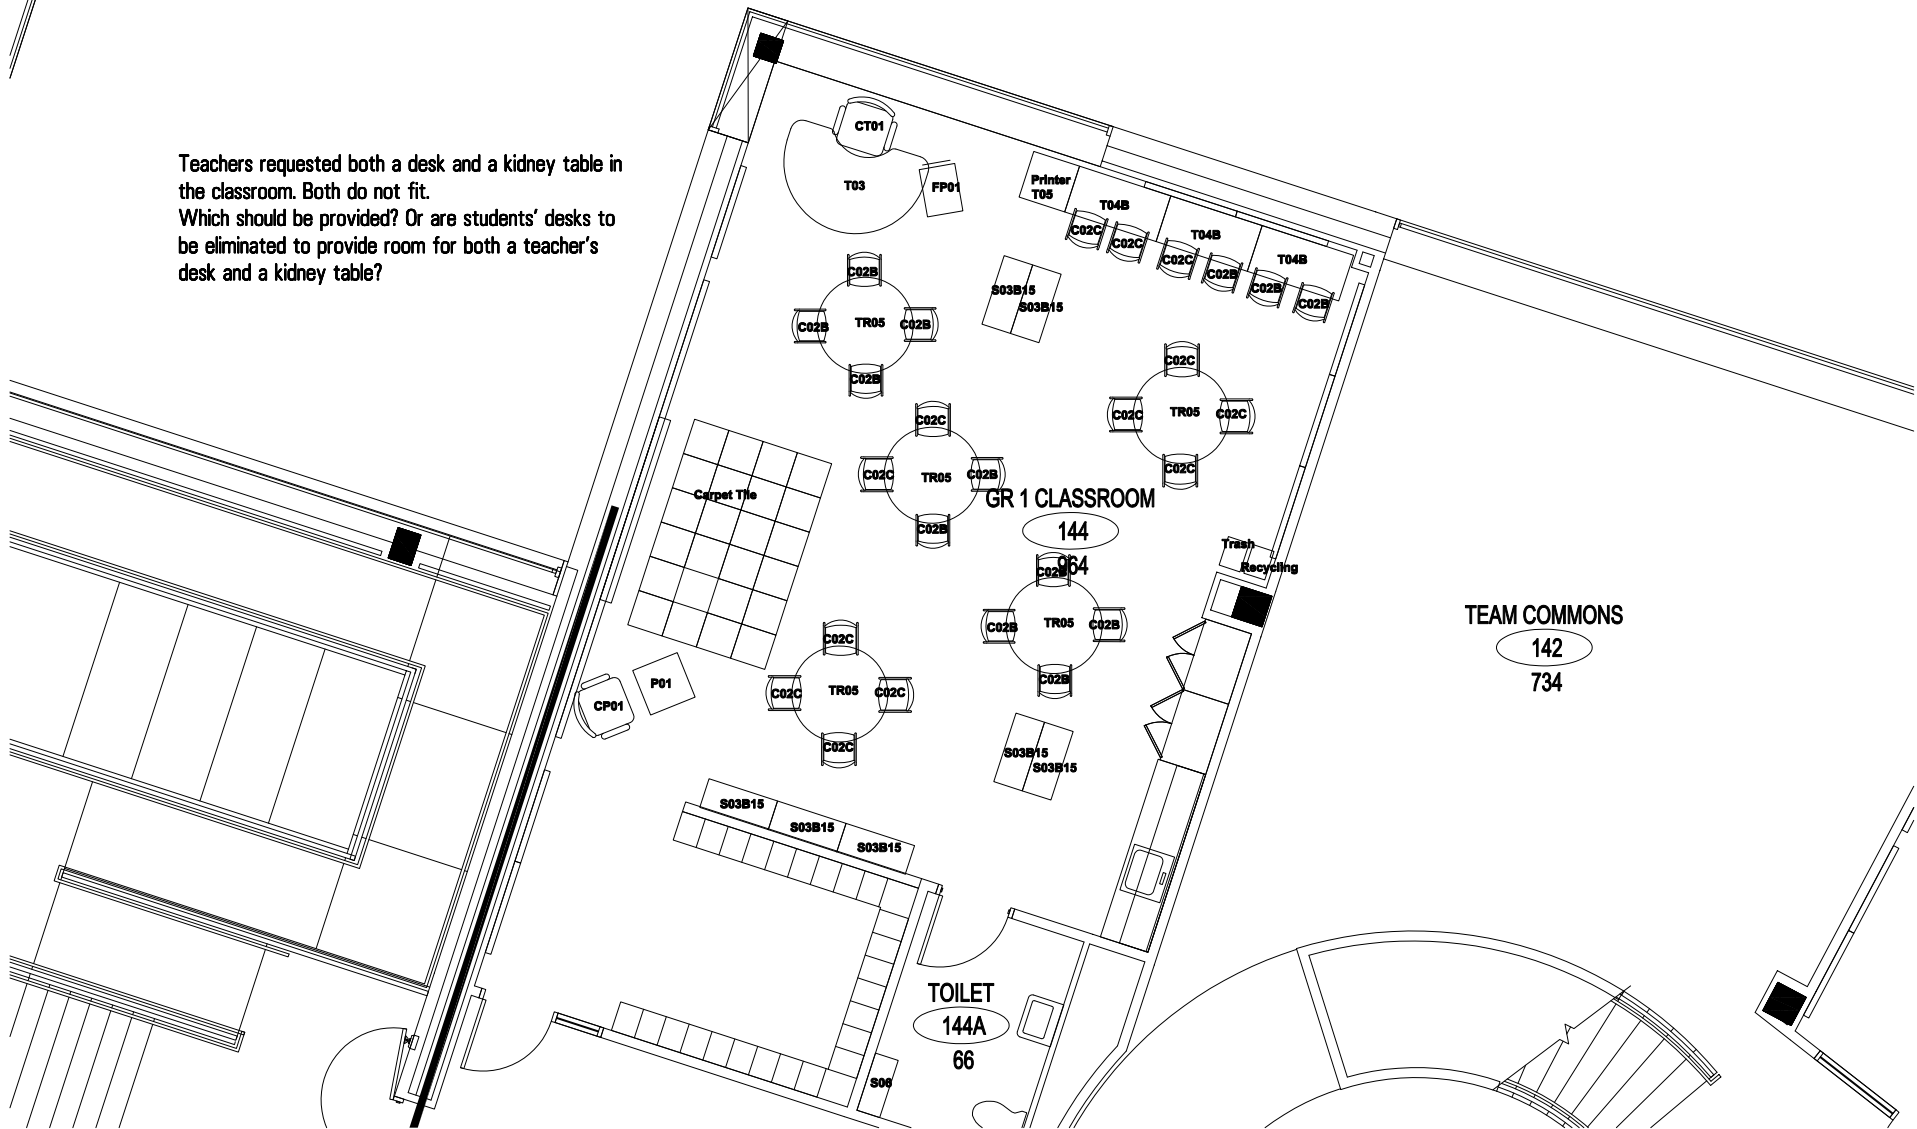 Teachers requested both a desk and a kidney table in
the classroom. Both do not fit.
Which should be provided? Or are students' desks to
be eliminated to provide room for both a teacher's
desk and a kidney table?
CT01
T03
FP01
Printer
T05
T04B
T04B
T04B
C02C
C02C
C02C
C02B
C02B
C02B
S03B15
S03B15
C02B
C02B
TR05
C02B
C02B
C02C
C02C
TR05
C02C
C02C
C02C
C02C
TR05
C02B
C02B
Carpet Tile
GR 1 CLASSROOM
144
964
Trash
Recycling
C02B
TR05
C02B
C02B
TEAM COMMONS
142
734
C02C
C02C
TR05
C02C
C02C
P01
CP01
S03B15
S03B15
S03B15
S03B15
S03B15
TOILET
144A
66
S06